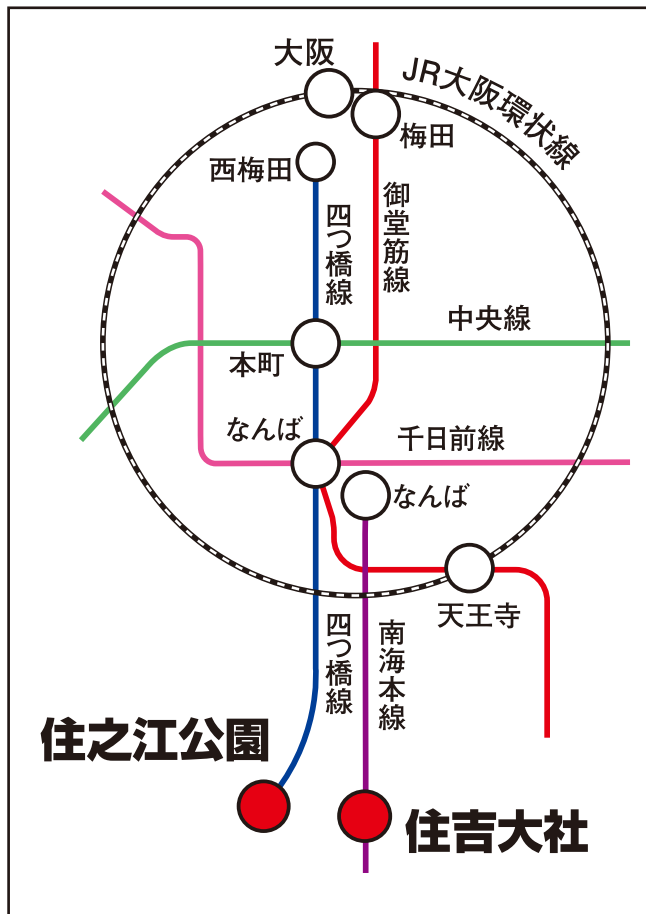 大阪
JR大阪環状線
梅田
西梅田
御堂筋線
四つ橋線
中央線
本町
なんば
千日前線
なんば
天王寺
四つ橋線
南海本線
住之江公園
住吉大社